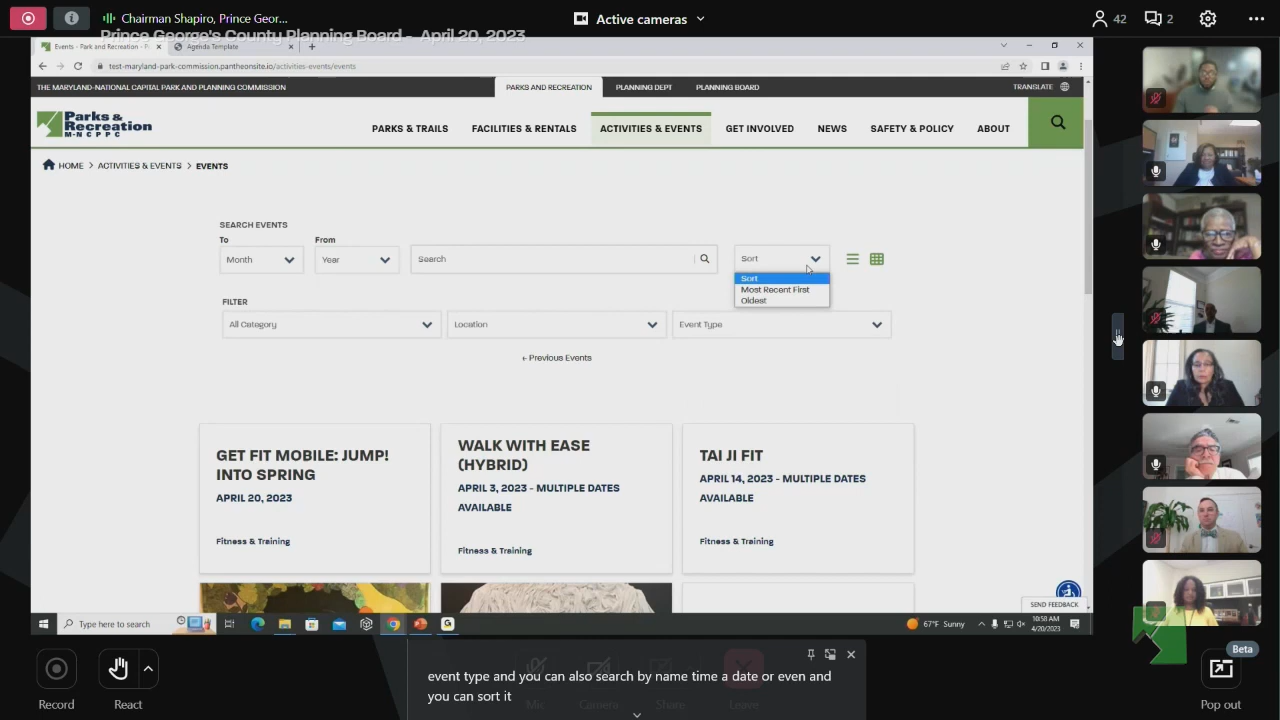 Chairman Shapiro, Prince Geor...
Active cameras
42
2
Prince George's County Planning Board - April 20, 2023
Events - Park and Recreation - P
Agenda Template
test-maryland-park-commission.pantheonsite.io/activities-events/events
THE MARYLAND-NATIONAL CAPITAL PARK AND PLANNING COMMISSION
PARKS AND RECREATION
PLANNING DEPT
PLANNING BOARD
TRANSLATE
Parks &
Recreation
M-NCPPC
PARKS & TRAILS
FACILITIES & RENTALS
ACTIVITIES & EVENTS
GET INVOLVED
NEWS
SAFETY & POLICY
ABOUT
HOME > ACTIVITIES & EVENTS > EVENTS
SEARCH EVENTS
To
From
Month
Year
Search
Sort
Sort
Most Recent First
Oldest
FILTER
All Category
Location
Event Type
← Previous Events
GET FIT MOBILE: JUMP!
INTO SPRING
APRIL 20, 2023
Fitness & Training
WALK WITH EASE
(HYBRID)
APRIL 3, 2023 - MULTIPLE DATES
AVAILABLE
Fitness & Training
TAI JI FIT
APRIL 14, 2023 - MULTIPLE DATES
AVAILABLE
Fitness & Training
SEND FEEDBACK
Type here to search
67°F Sunny
10:58 AM
4/20/2023
event type and you can also search by name time a date or even and
you can sort it
Record
React
Mic
Camera
Share
Leave
Beta
Pop out